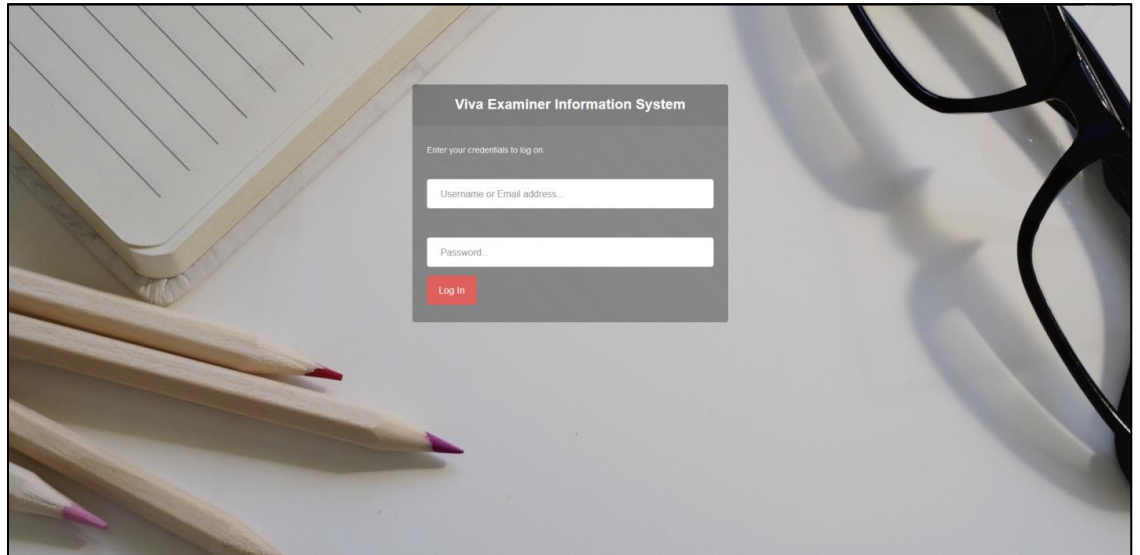 Viva Examiner Information System
Enter your credentials to log on:
Username or Email address...
Password..
Log In